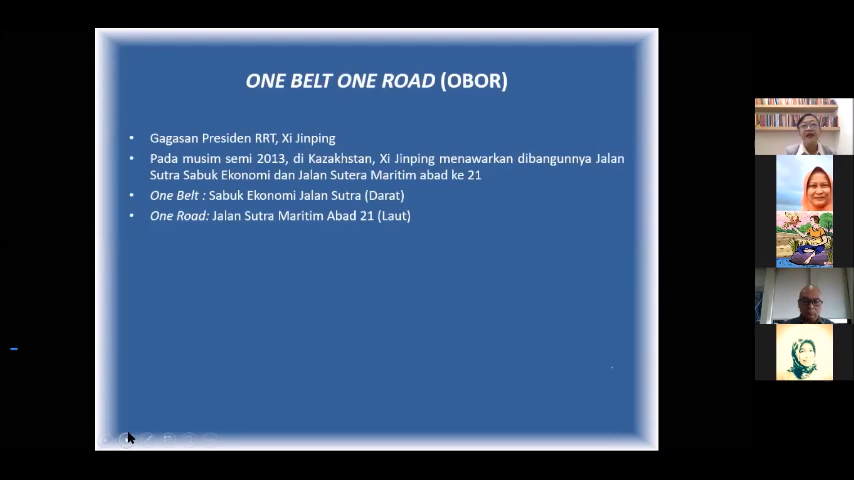 ONE BELT ONE ROAD (OBOR)
• Gagasan Presiden RRT, Xi Jinping
• Pada musim semi 2013, di Kazakhstan, Xi Jinping menawarkan dibangunnya Jalan
Sutra Sabuk Ekonomi dan Jalan Sutera Maritim abad ke 21
• One Belt : Sabuk Ekonomi Jalan Sutra (Darat)
• One Road: Jalan Sutra Maritim Abad 21 (Laut)